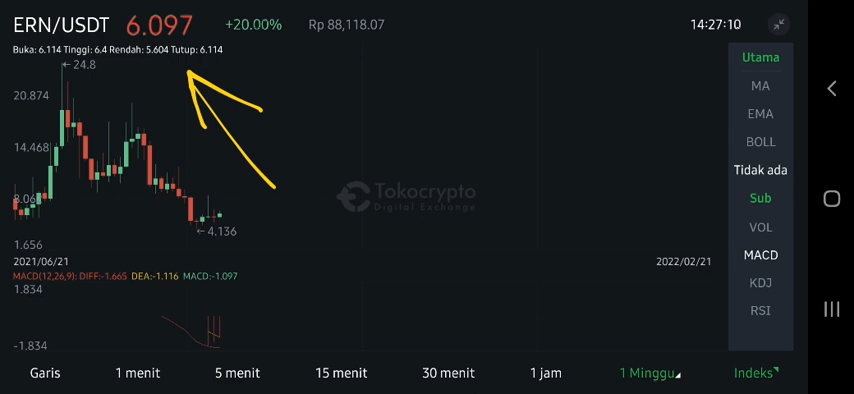 ERN/USDT 6.097 +20.00% Rp 88,118.07 14:27:10
Buka: 6.114 Tinggi: 6.4 Rendah: 5.604 Tutup: 6.114
24.8
20.874
14.468
8.061
4.136
1.656
2021/06/21 2022/02/21
MACD(12,26,9): DIFF:-1.665 DEA:-1.116 MACD:-1.097
1.834
-1.834
Tokocrypto
Digital Exchange
Utama
MA
EMA
BOLL
Tidak ada
Sub
VOL
MACD
KDJ
RSI
Garis 1 menit 5 menit 15 menit 30 menit 1 jam 1 Minggu Indeks